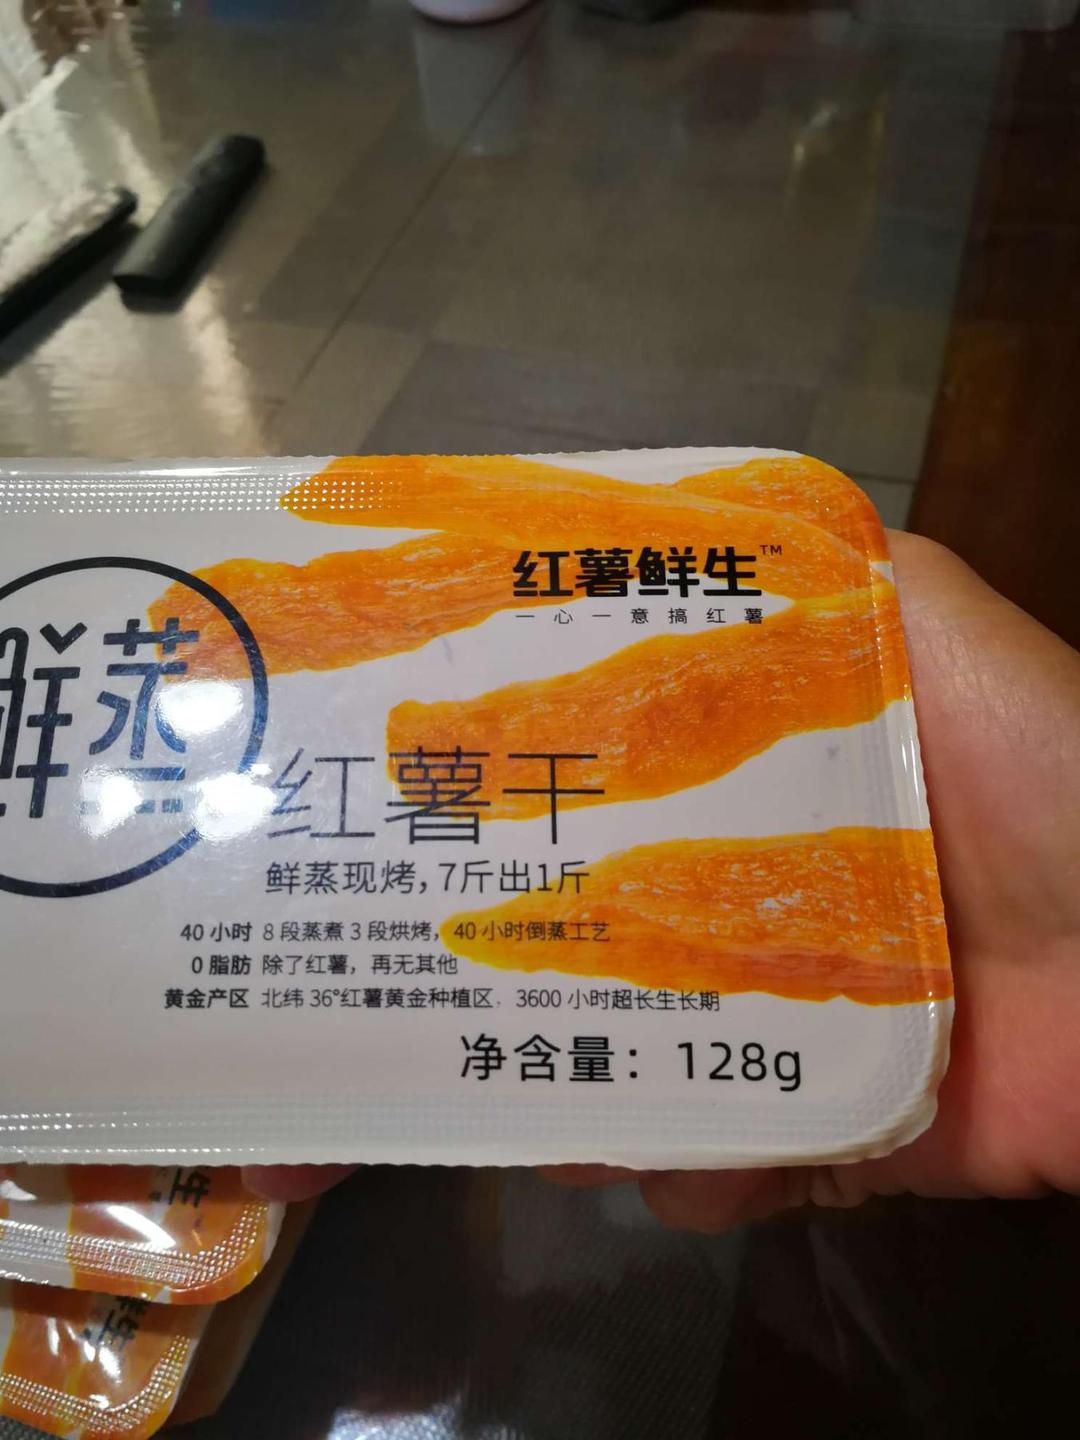 红薯鲜生™
一心一意搞红薯
鲜蒸
红薯干
鲜蒸现烤，7斤出1斤
40小时 8段蒸煮3段烘烤，40小时倒蒸工艺
0脂肪 除了红薯，再无其他
黄金产区 北纬36°红薯黄金种植区，3600小时超长生长期
净含量：128g
生
鲜生